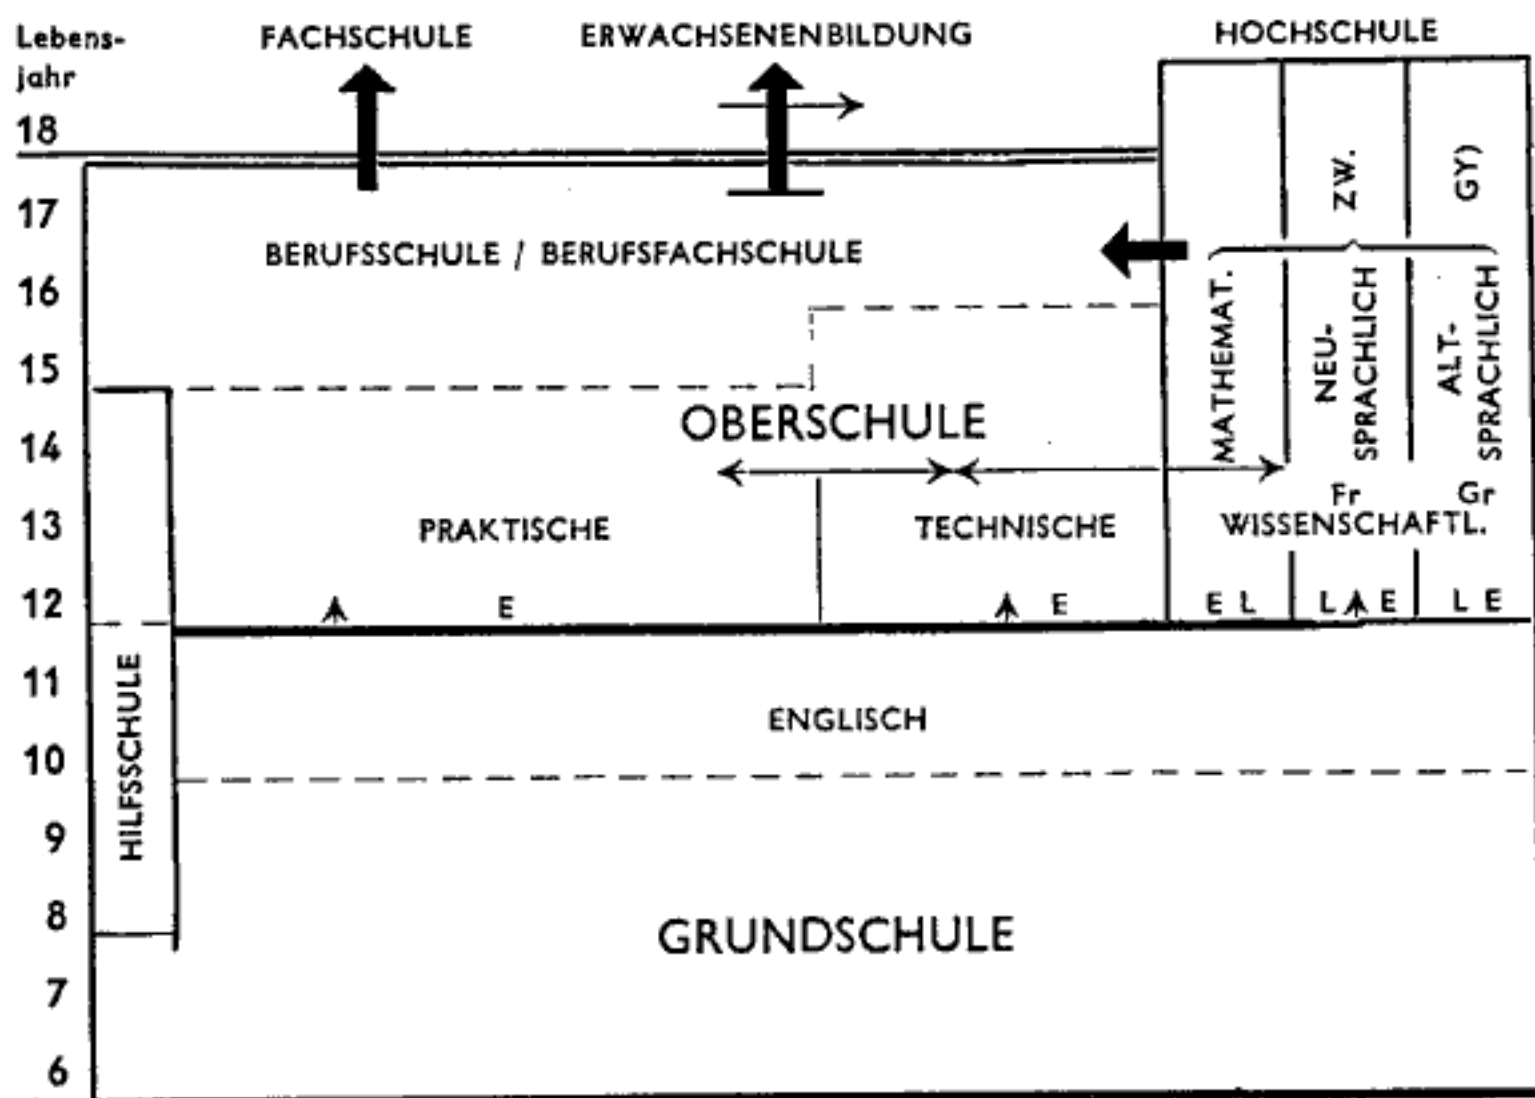 Lebens-
jahr
FACHSCHULE
ERWACHSENENBILDUNG
HOCHSCHULE
18
17
16
15
14
13
12
11
10
9
8
7
6
BERUFSSCHULE / BERUFSFACHSCHULE
ZW.
GY)
MATHEMAT.
NEU-
SPRACHLICH
ALT-
SPRACHLICH
OBERSCHULE
Fr
Gr
PRAKTISCHE
TECHNISCHE
WISSENSCHAFTL.
E
E
E L
L E
L E
HILFSSCHULE
ENGLISCH
GRUNDSCHULE